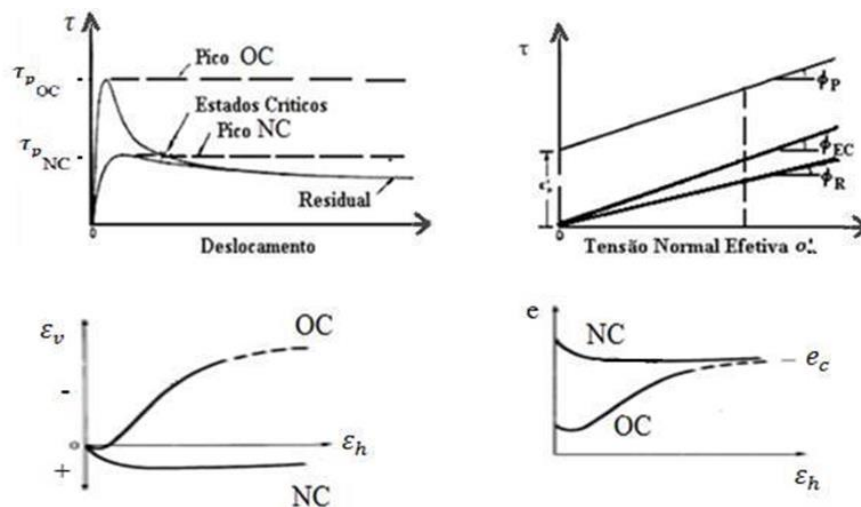 τ
Pico OC
τp OC
Estados Críticos
Pico NC
τp NC
Residual
0
Deslocamento
τ
ϕP
ϕEC
ϕR
0
Tensão Normal Efetiva
εv
OC
-
o
εh
+
NC
e
NC
ec
OC
εh